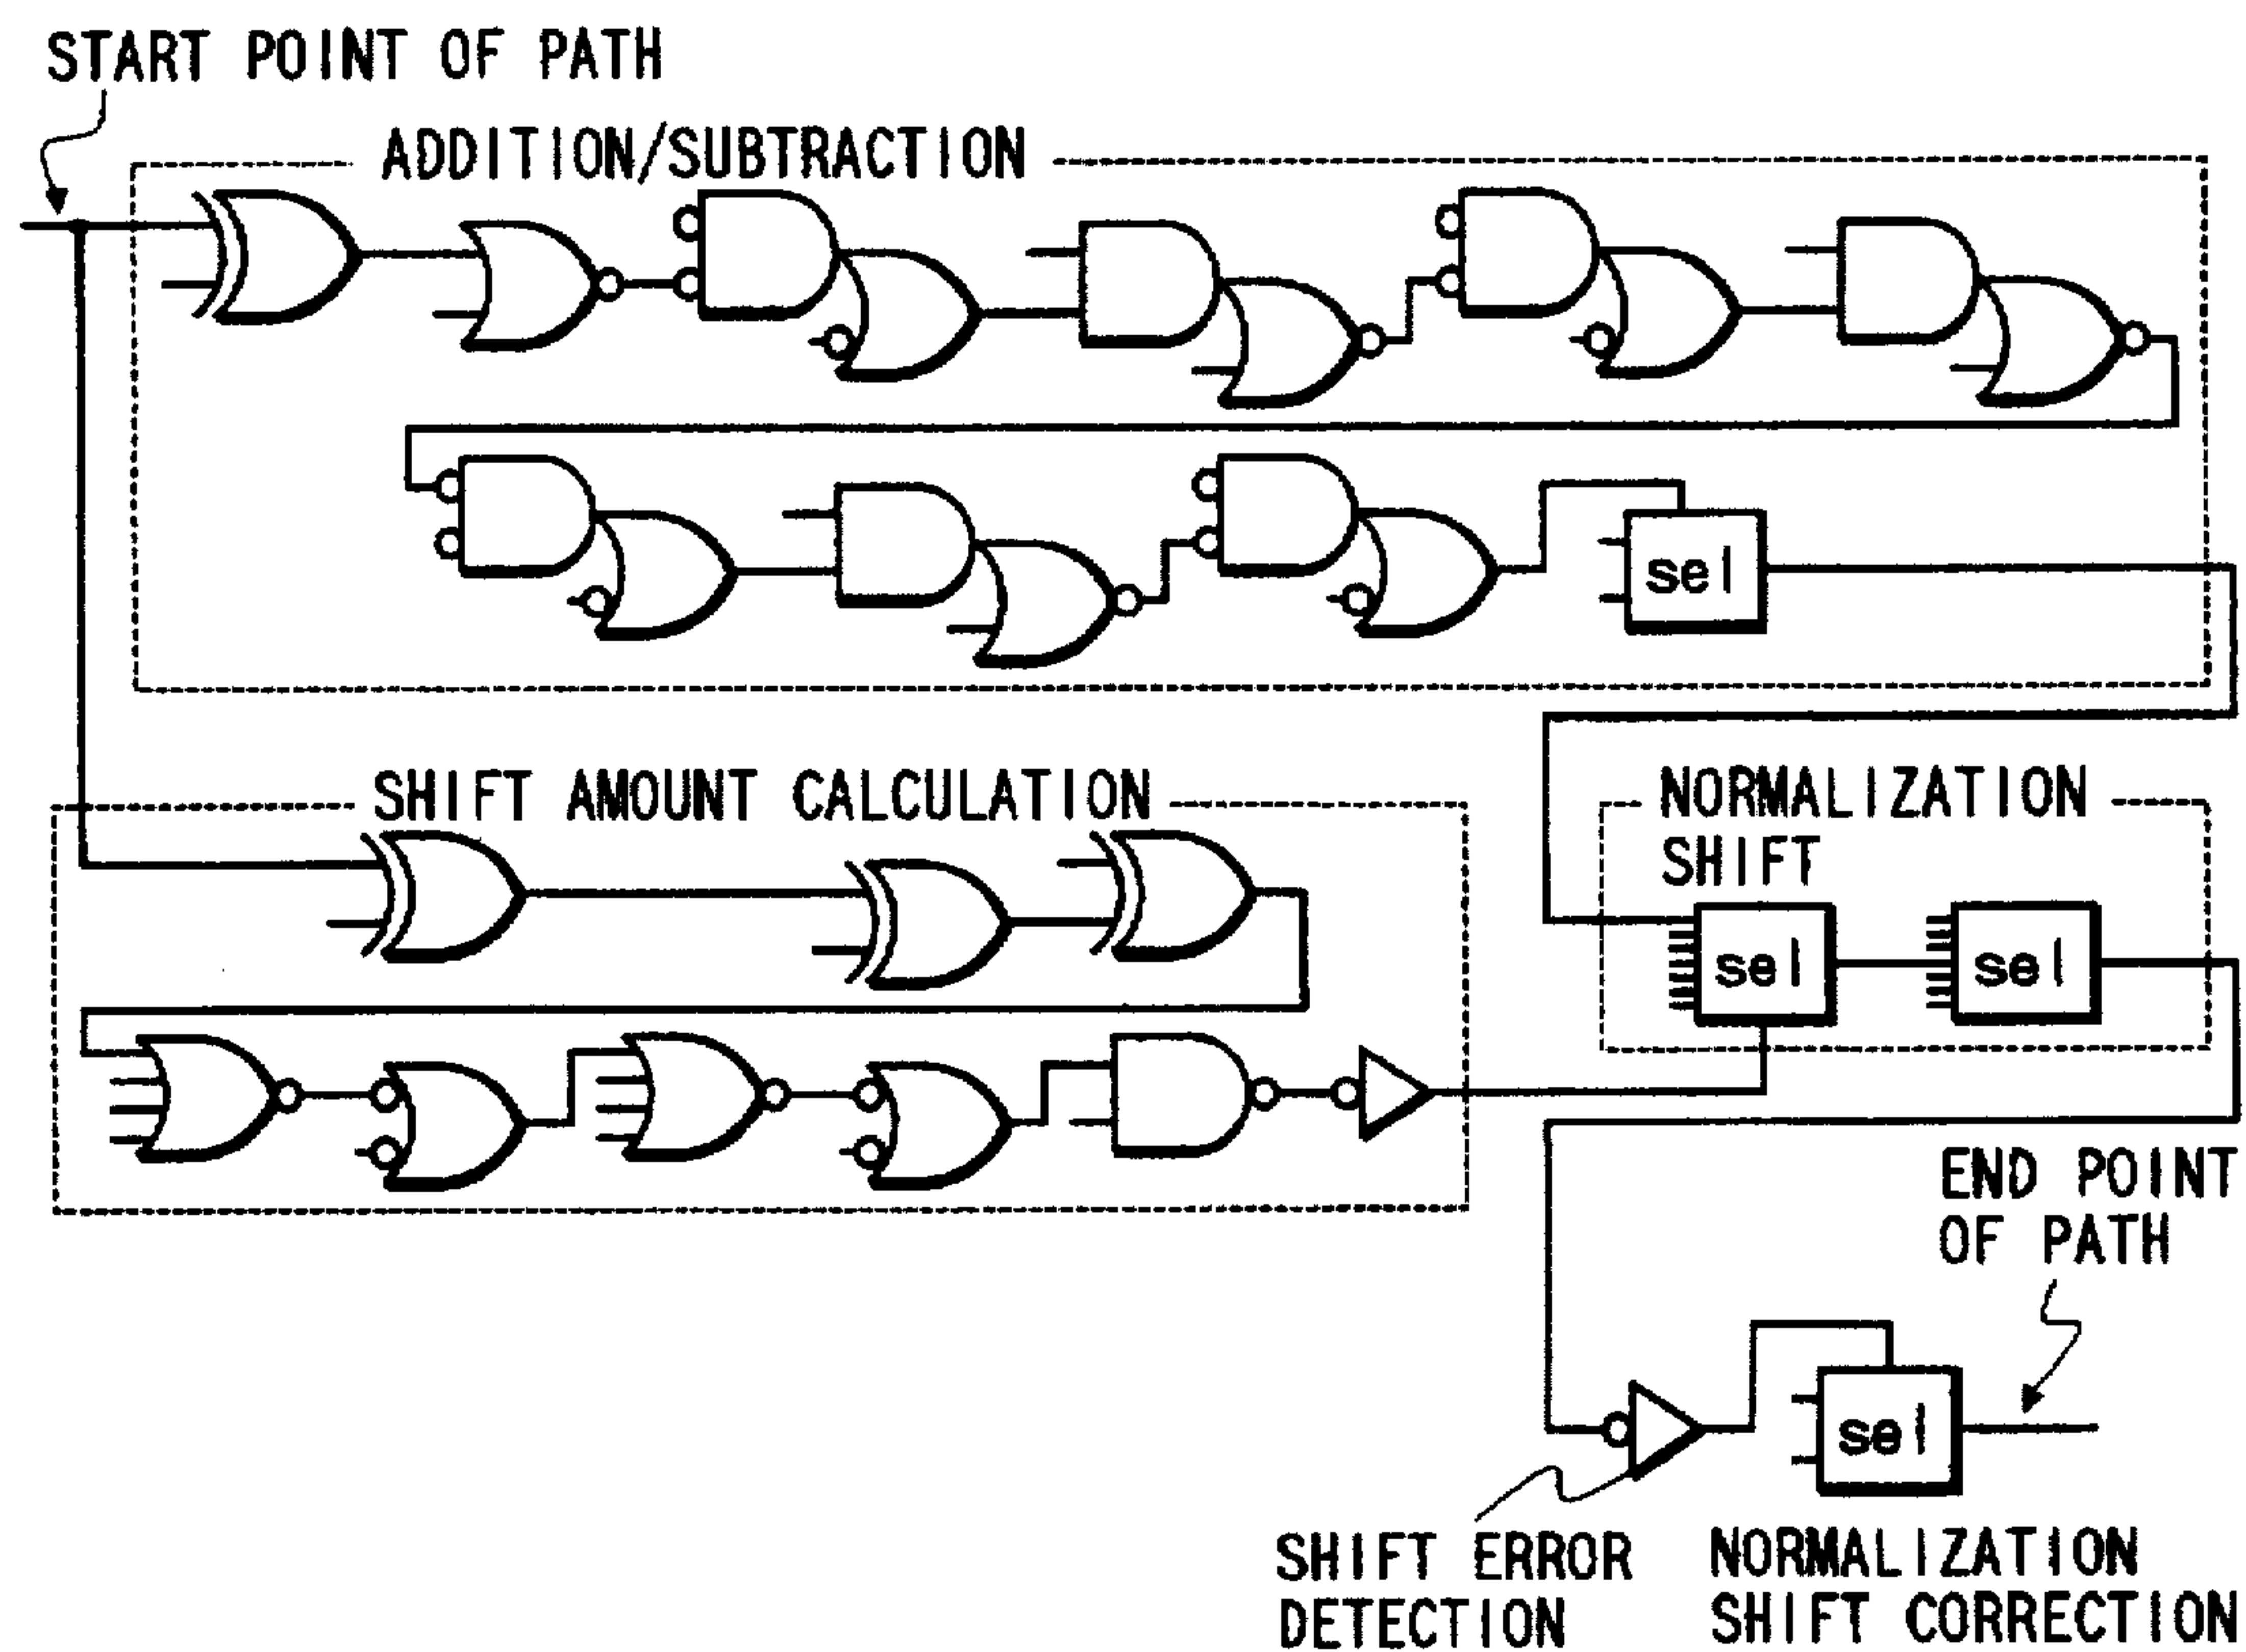 START POINT OF PATH
ADDITION/SUBTRACTION
sel
SHIFT AMOUNT CALCULATION
NORMALIZATION
SHIFT
sel
sel
END POINT
OF PATH
sel
SHIFT ERROR
DETECTION
NORMALIZATION
SHIFT CORRECTION